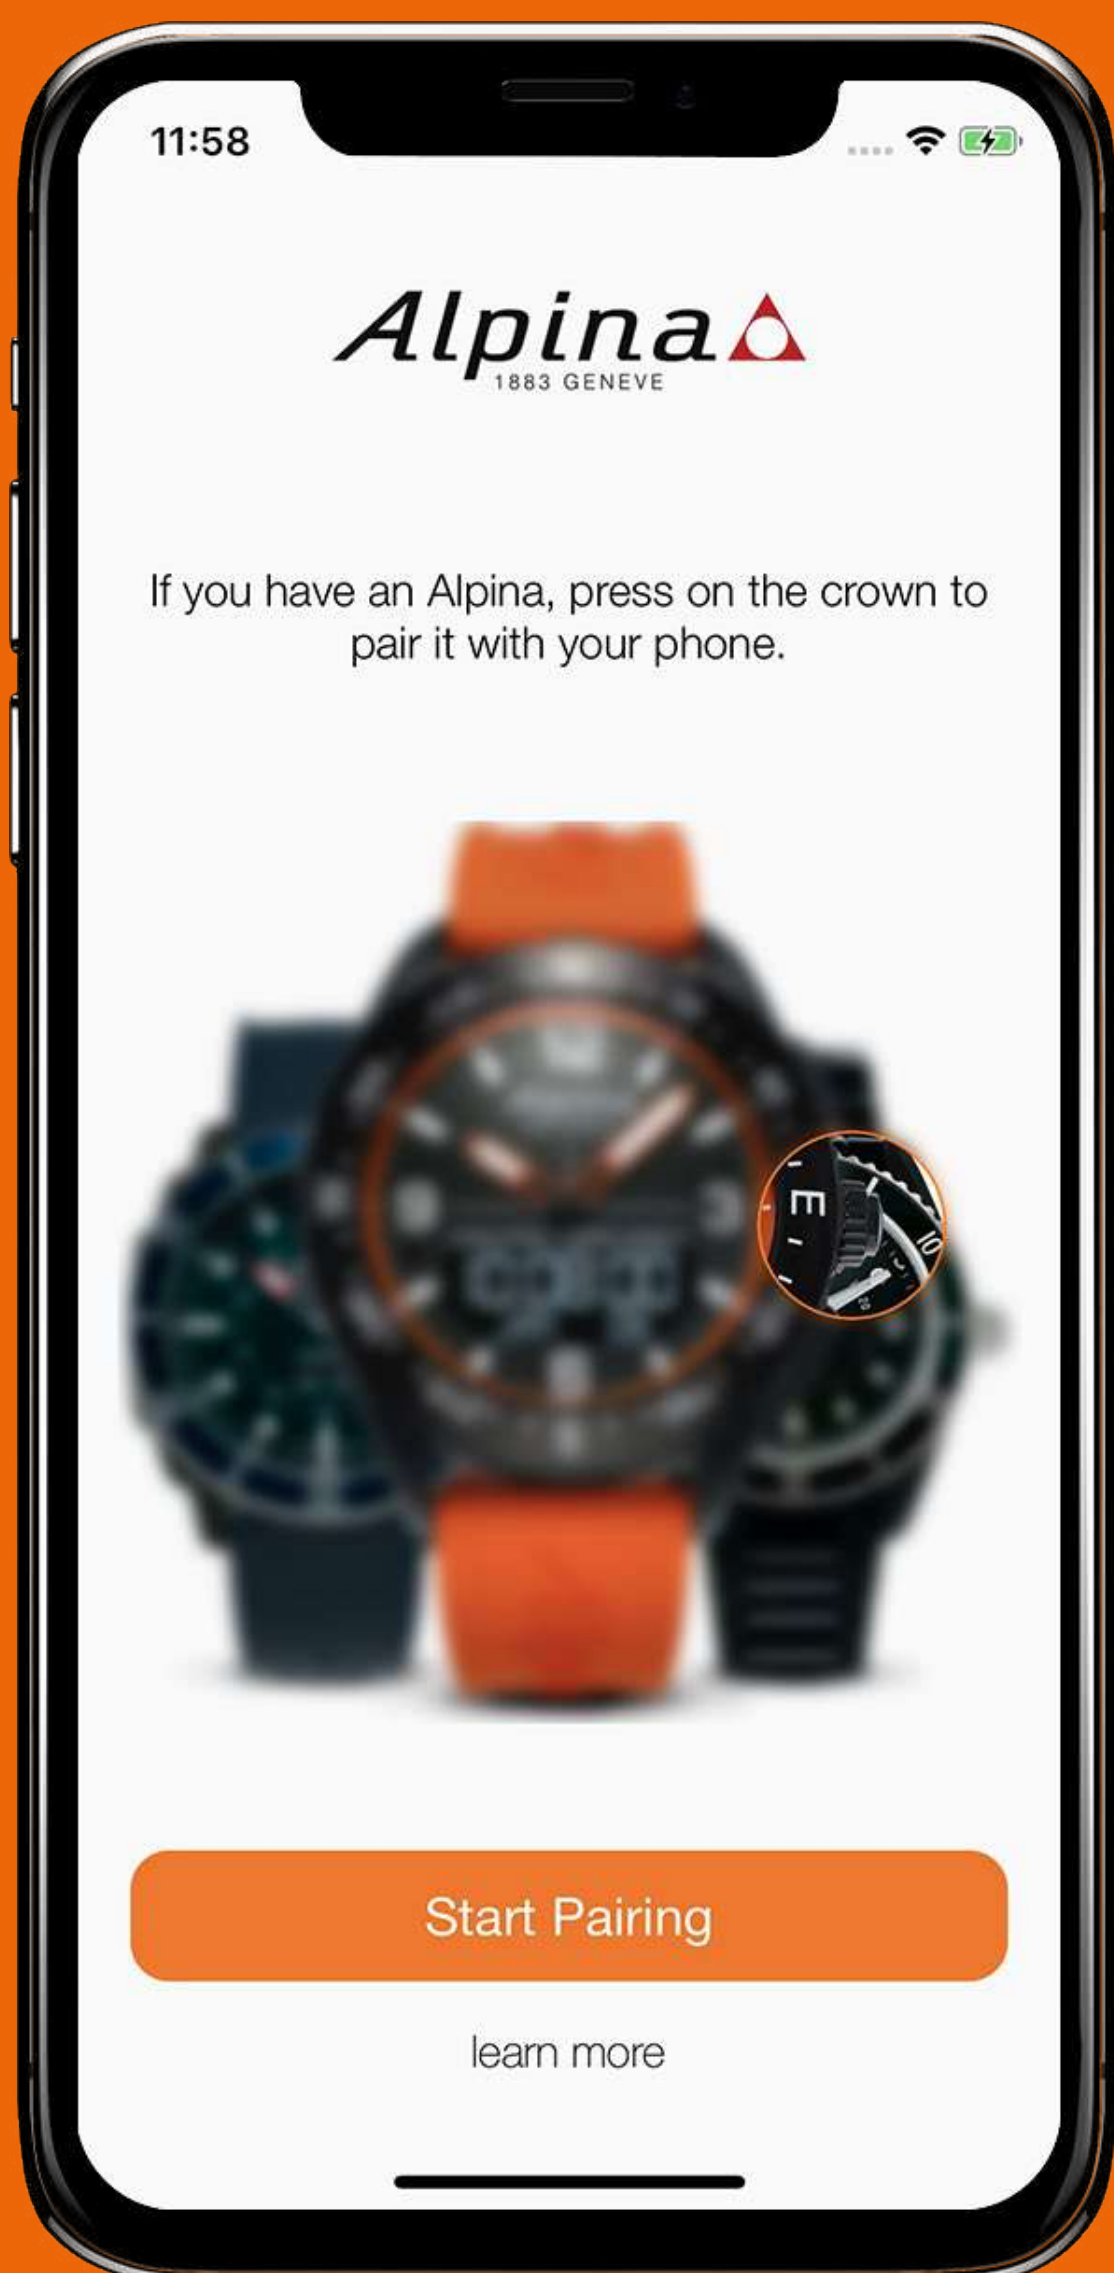 11:58
Alpina
1883 GENEVE
If you have an Alpina, press on the crown to
pair it with your phone.
E
10
20
Start Pairing
learn more